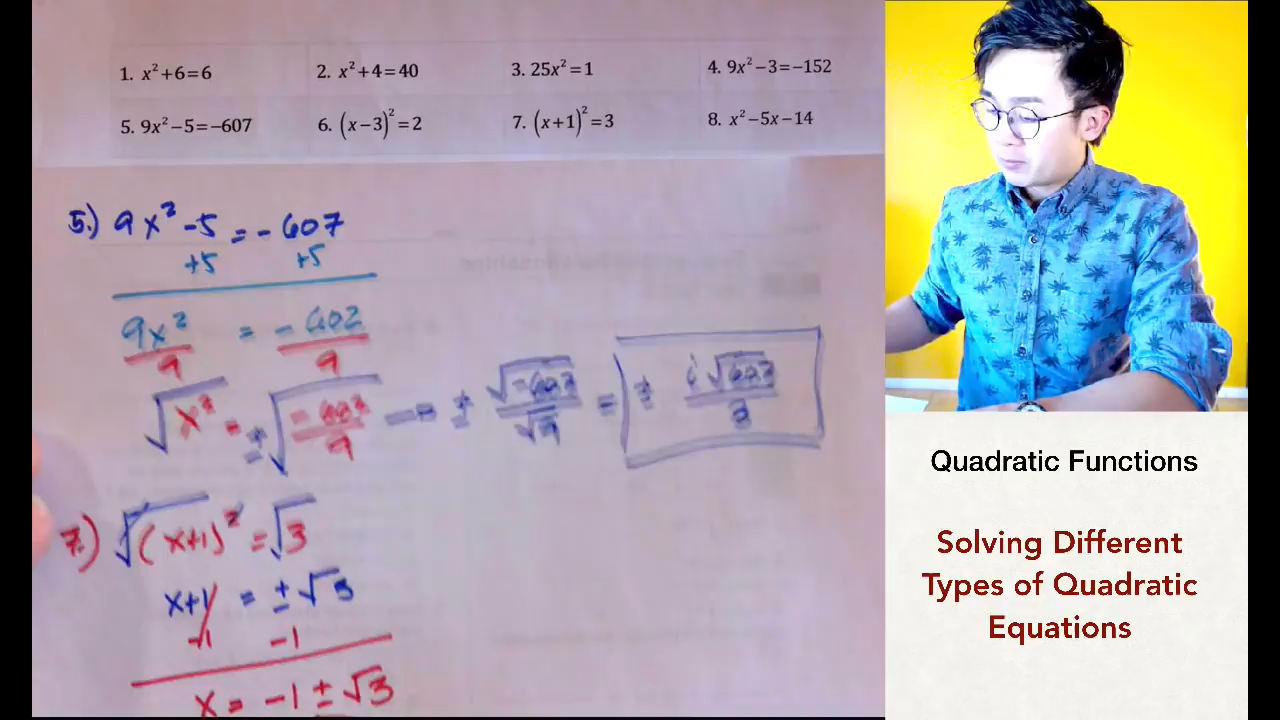 1. x²+6=6 2. x²+4=40 3. 25x²=1 4. 9x²−3=−152
5. 9x²−5=−607 6. (x−3)²=2 7. (x+1)²=3 8. x²−5x−14
5.) 9x² -5 = - 607
+5 +5
9x² = - 602
9 9
√x² = ± √-602/9 = ± √-602/√9 = ± i√602/3
7.) √(x+1)² = √3
x+1 = ± √3
-1 -1
x = -1 ± √3
Quadratic Functions
Solving Different
Types of Quadratic
Equations